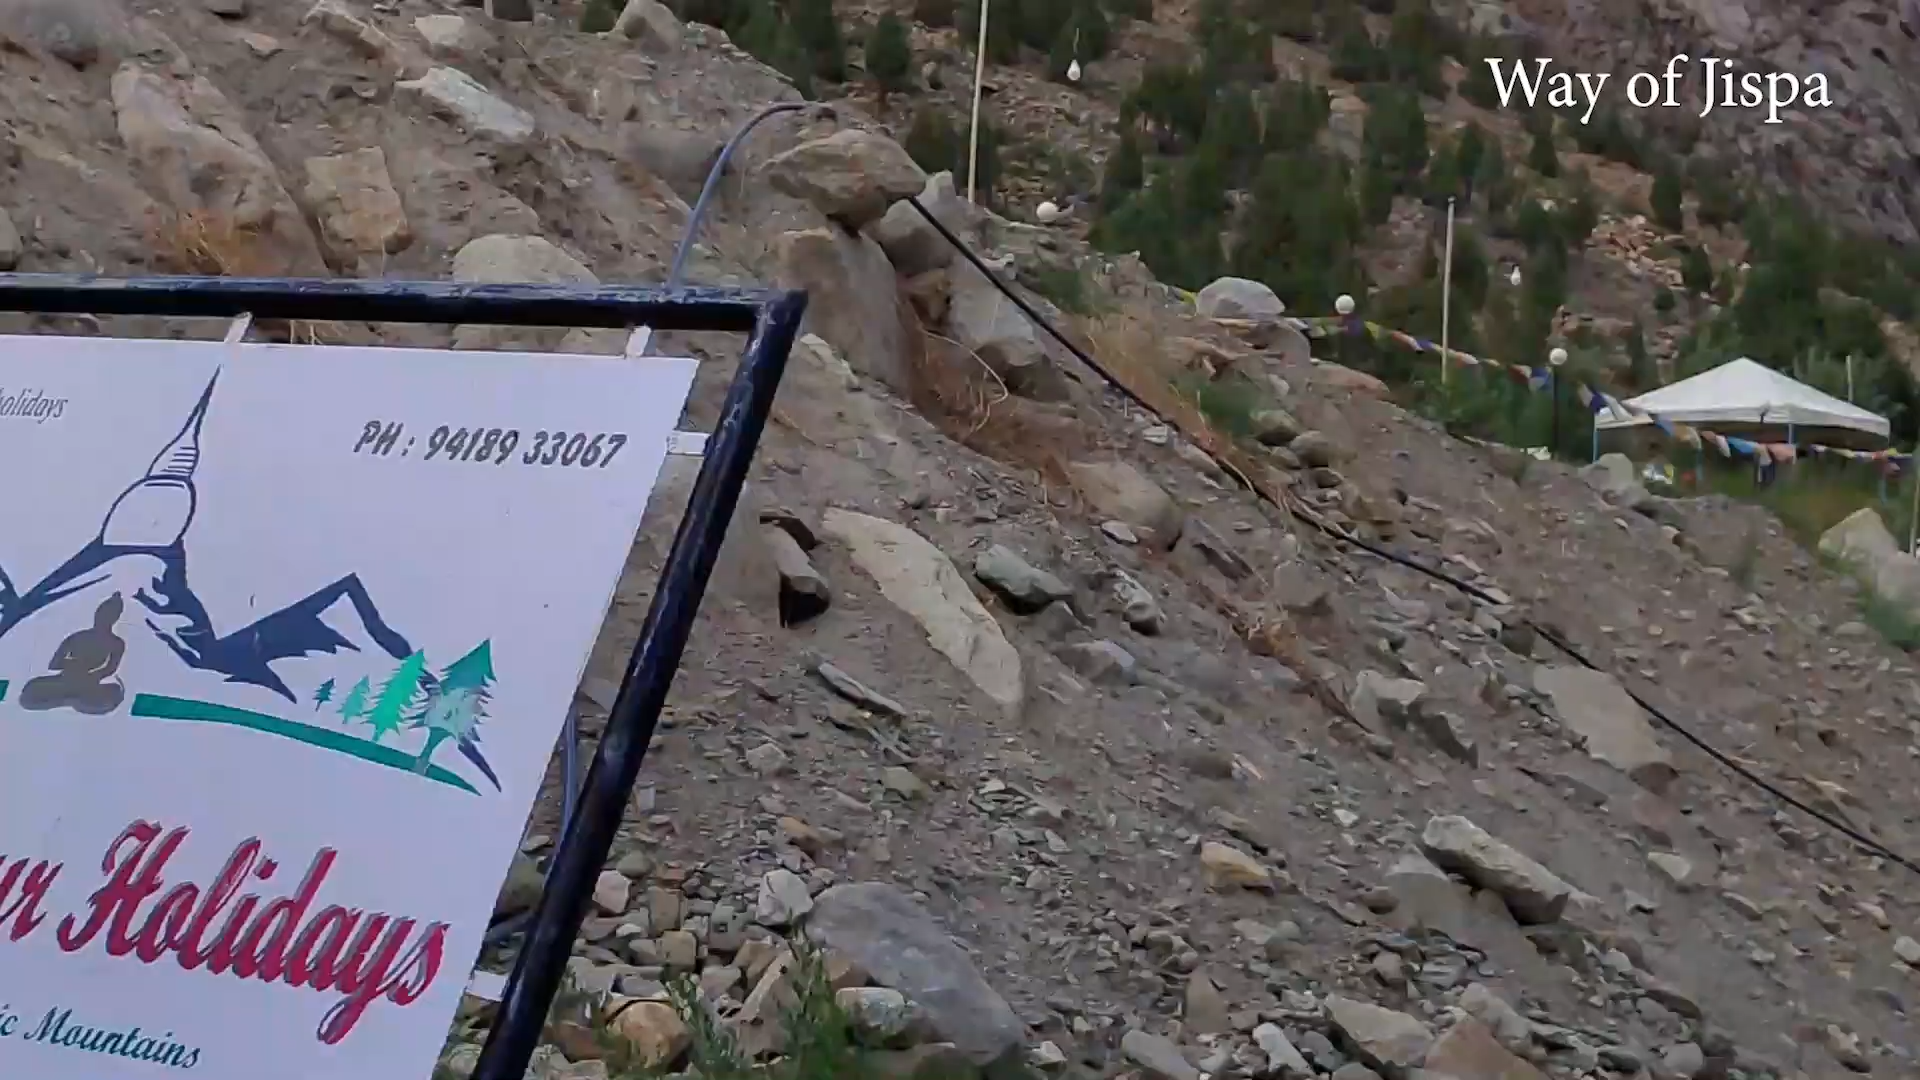 Way of Jispa
holidays
PH : 94189 33067
Holidays
Mountains